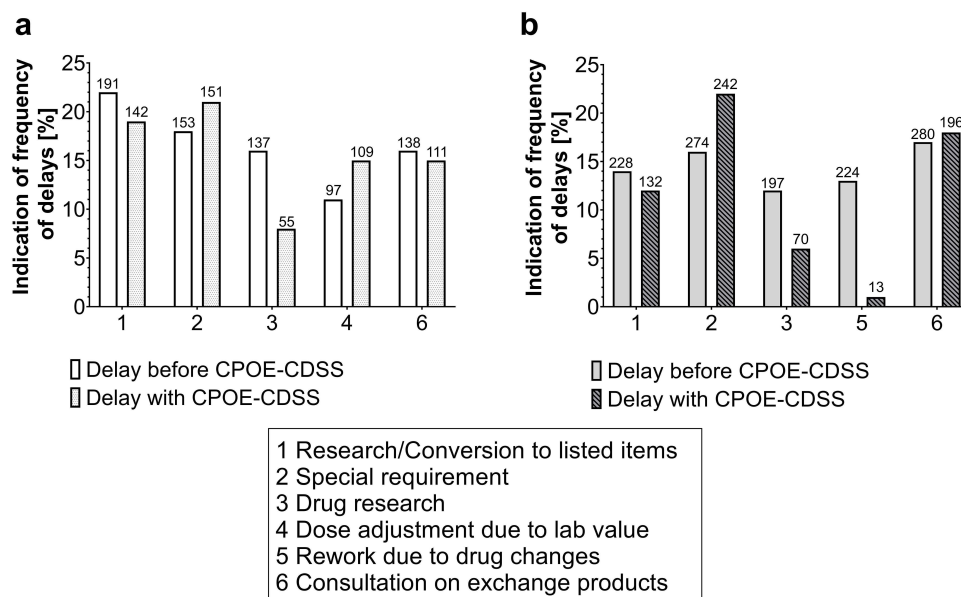 a
Indication of frequency
of delays [%]
25
20
15
10
5
0
191
142
153
151
137
55
97
109
138
111
1
2
3
4
6
Delay before CPOE-CDSS
Delay with CPOE-CDSS
b
Indication of frequency
of delays [%]
25
20
15
10
5
0
228
132
274
242
197
70
224
13
280
196
1
2
3
5
6
Delay before CPOE-CDSS
Delay with CPOE-CDSS
1 Research/Conversion to listed items
2 Special requirement
3 Drug research
4 Dose adjustment due to lab value
5 Rework due to drug changes
6 Consultation on exchange products